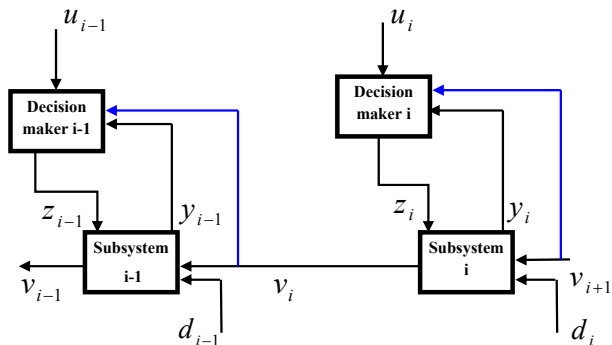 u_{i-1}
u_i
Decision
maker i-1
Decision
maker i
z_{i-1}
y_{i-1}
z_i
y_i
Subsystem
i-1
Subsystem
i
v_{i-1}
v_i
v_{i+1}
d_{i-1}
d_i